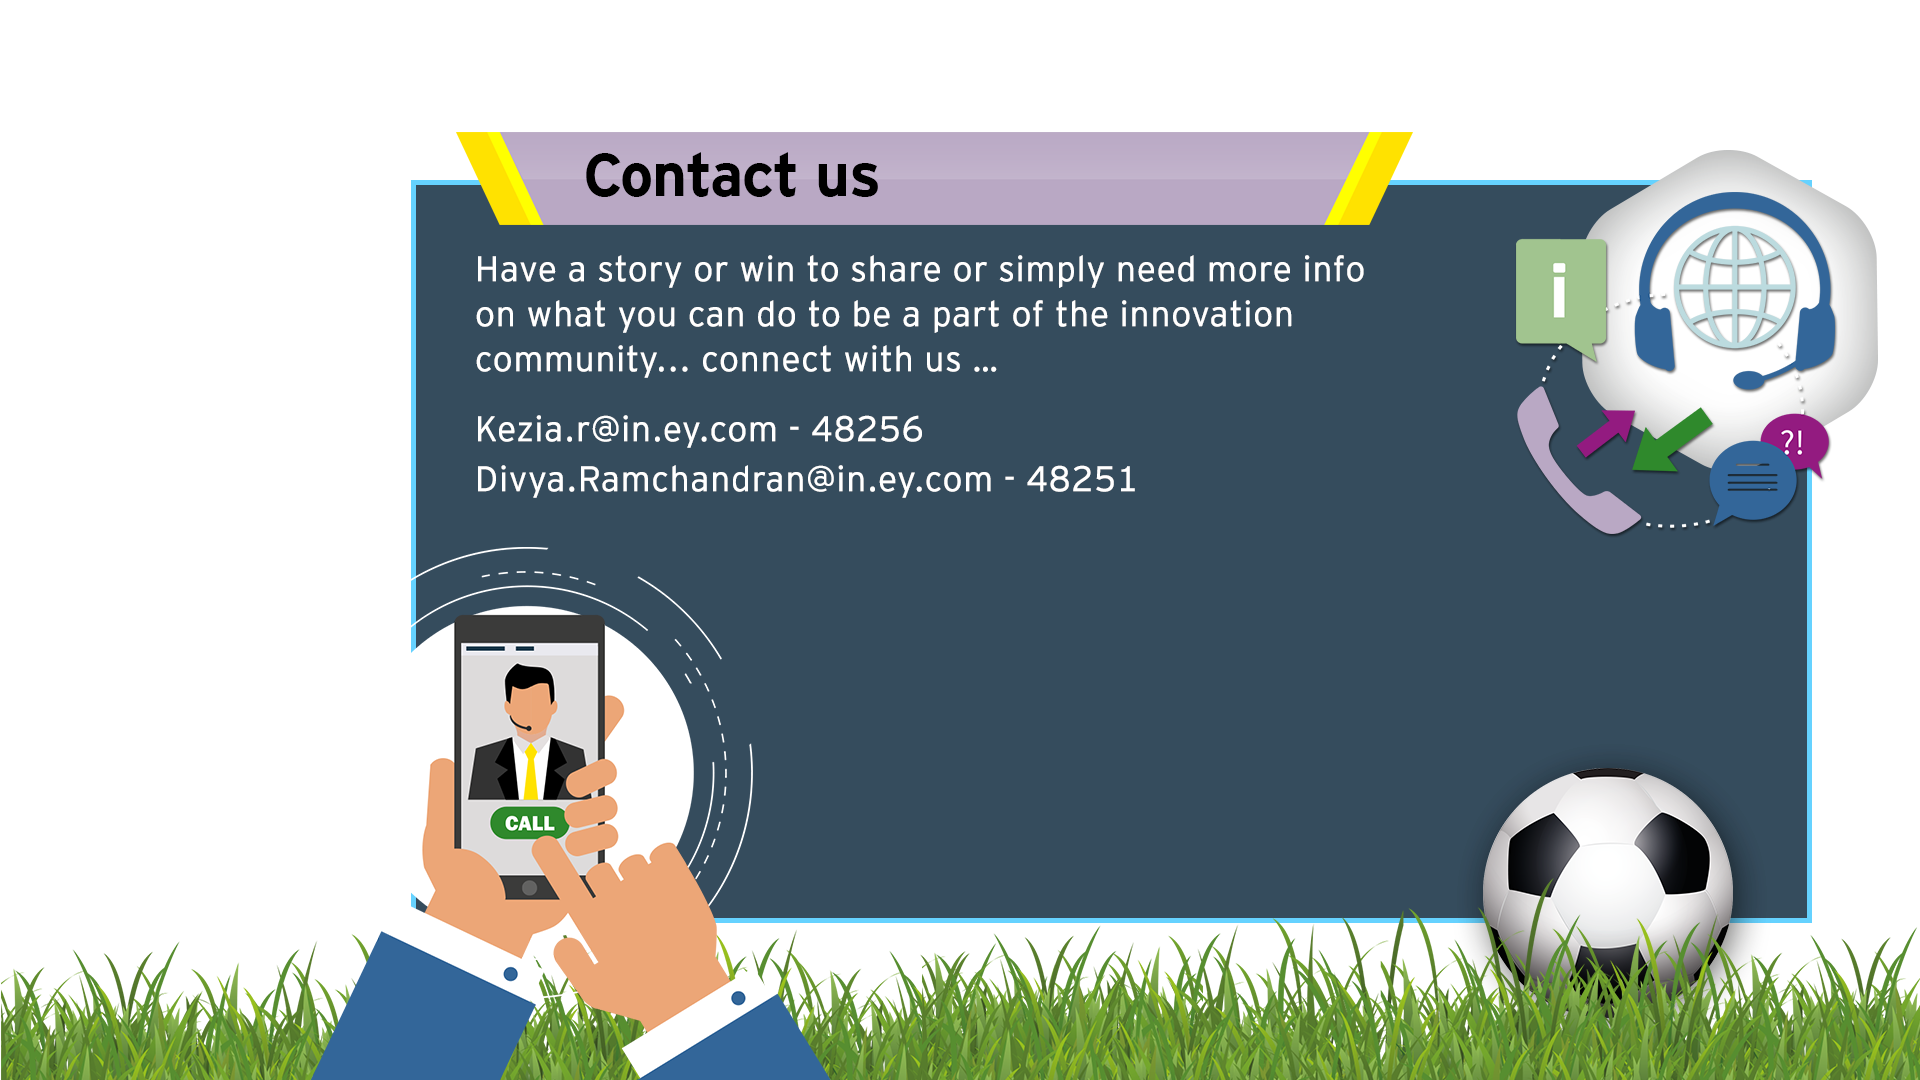 Contact us
Have a story or win to share or simply need more info
on what you can do to be a part of the innovation
community... connect with us ...
Kezia.r@in.ey.com - 48256
Divya.Ramchandran@in.ey.com - 48251
i
?!
CALL